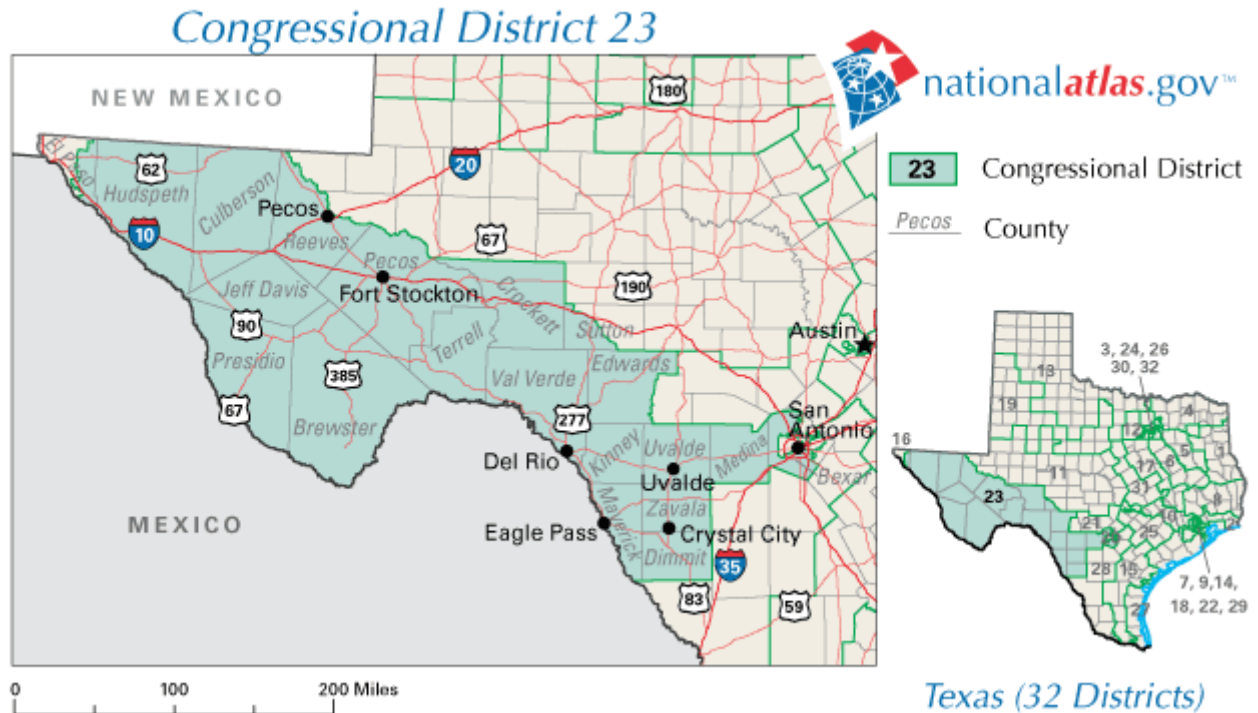 Congressional District 23
NEW MEXICO
180
nationalatlas.gov™
El Paso
62
20
Hudspeth
Culberson
23 Congressional District
Pecos
10
Reeves
67
Pecos County
Pecos
Jeff Davis
Fort Stockton
Crockett
190
90
Terrell
Sutton
Austin
Presidio
385
Val Verde
Edwards
67
277
San
Antonio
Brewster
Del Rio
Kinney
Uvalde
Medina
Uvalde
Bexar
MEXICO
Eagle Pass
Maverick
Zavala
Crystal City
Dimmit
35
83
59
3, 24, 26
30, 32
13
19
4
12
16
5
1
17
6
11
31
8
23
10
21
25
28
15
7, 9,14,
18, 22, 29
27
0 100 200 Miles
Texas (32 Districts)